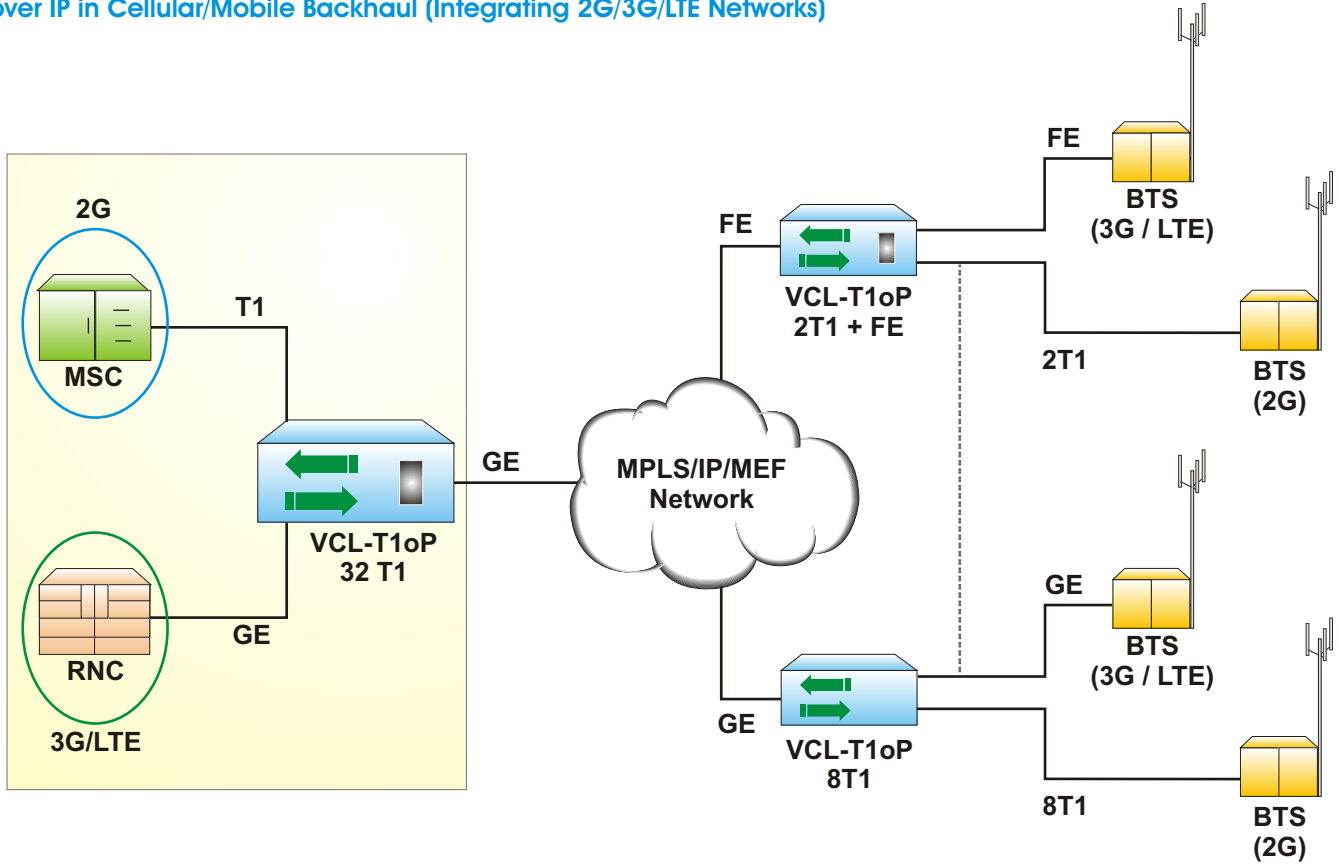 over IP in Cellular/Mobile Backhaul (Integrating 2G/3G/LTE Networks)
2G
MSC
T1
VCL-T1oP
32 T1
GE
RNC
3G/LTE
GE
MPLS/IP/MEF
Network
FE
VCL-T1oP
2T1 + FE
FE
BTS
(3G / LTE)
2T1
BTS
(2G)
GE
VCL-T1oP
8T1
GE
BTS
(3G / LTE)
8T1
BTS
(2G)